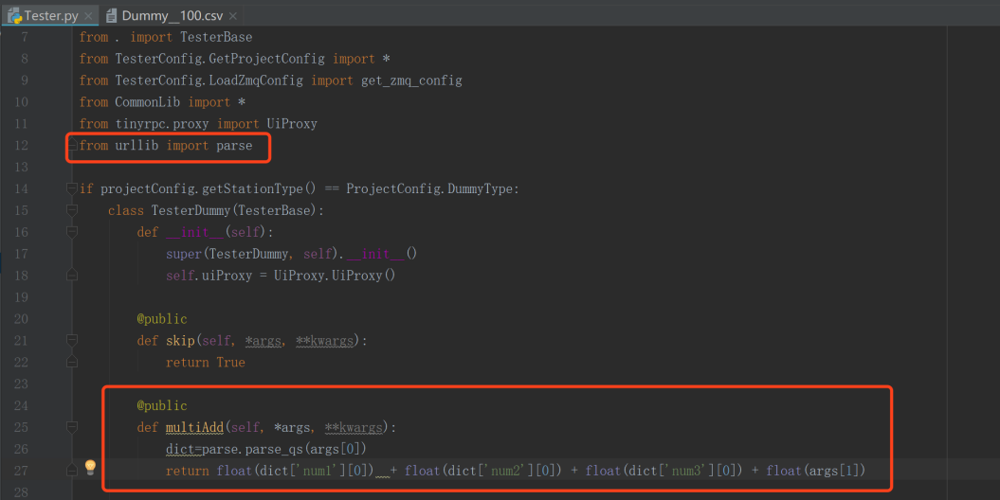 Tester.py
Dummy__100.csv
7 from . import TesterBase
8 from TesterConfig.GetProjectConfig import *
9 from TesterConfig.LoadZmqConfig import get_zmq_config
10 from CommonLib import *
11 from tinyrpc.proxy import UiProxy
12 from urllib import parse
13
14 if projectConfig.getStationType() == ProjectConfig.DummyType:
15 class TesterDummy(TesterBase):
16 def __init__(self):
17 super(TesterDummy, self).__init__()
18 self.uiProxy = UiProxy.UiProxy()
19
20 @public
21 def skip(self, *args, **kwargs):
22 return True
23
24 @public
25 def multiAdd(self, *args, **kwargs):
26 dict=parse.parse_qs(args[0])
27 return float(dict['num1'][0])  + float(dict['num2'][0]) + float(dict['num3'][0]) + float(args[1])
28